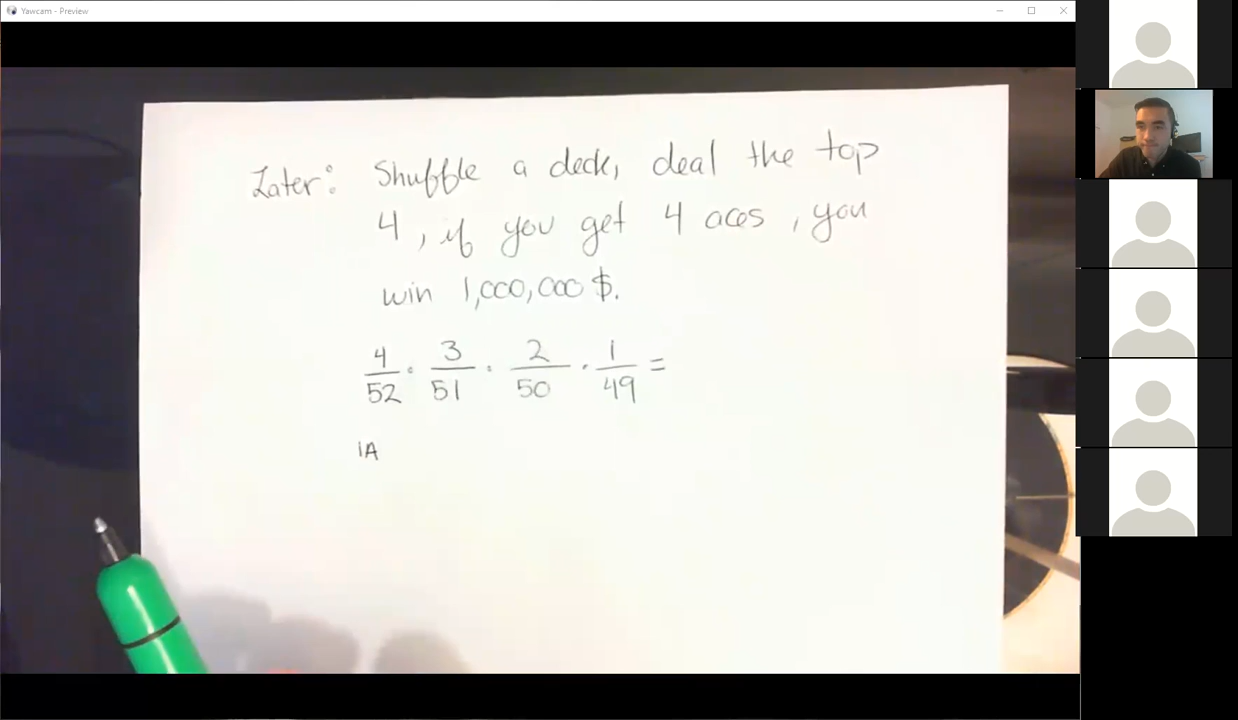 Yawcam - Preview
Later: Shuffle a deck, deal the top
4, if you get 4 aces, you
win 1,000,000 $.
4/52 · 3/51 · 2/50 · 1/49 =
1A